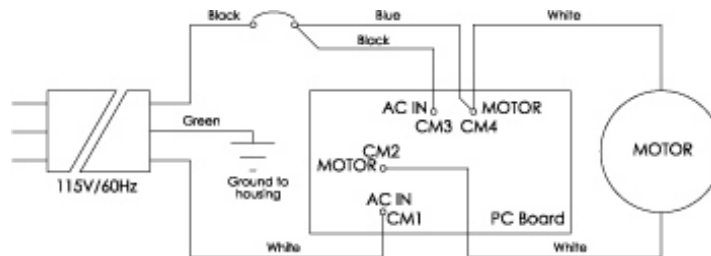 Black
Blue
White
Black
AC IN
MOTOR
CM3
CM4
Green
CM2
MOTOR
MOTOR
115V/60Hz
Ground to
housing
AC IN
CM1
PC Board
White
White